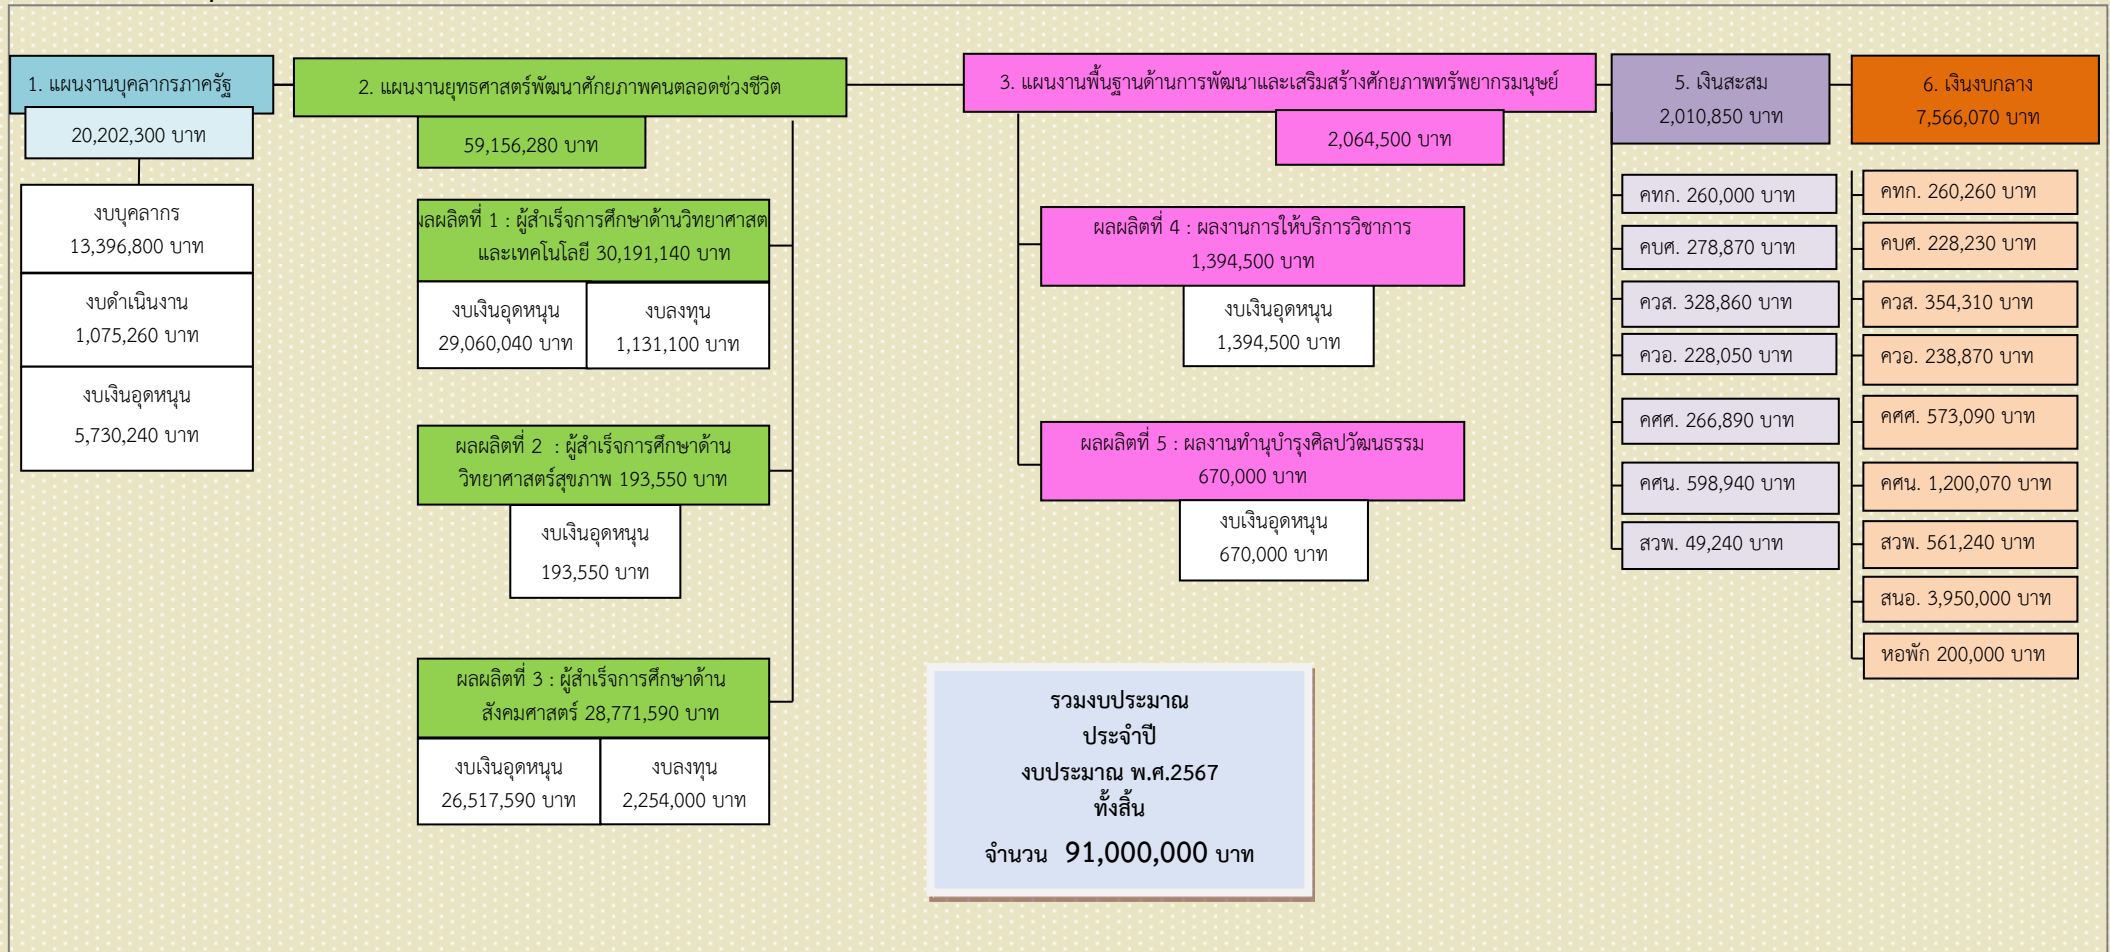 1. แผนงานบุคลากรภาครัฐ
20,202,300 บาท
งบบุคลากร
13,396,800 บาท
งบดำเนินงาน
1,075,260 บาท
งบเงินอุดหนุน
5,730,240 บาท
2. แผนงานยุทธศาสตร์พัฒนาศักยภาพคนตลอดช่วงชีวิต
59,156,280 บาท
ผลผลิตที่ 1 : ผู้สำเร็จการศึกษาด้านวิทยาศาสต
และเทคโนโลยี 30,191,140 บาท
งบเงินอุดหนุน
29,060,040 บาท
งบลงทุน
1,131,100 บาท
ผลผลิตที่ 2 : ผู้สำเร็จการศึกษาด้าน
วิทยาศาสตร์สุขภาพ 193,550 บาท
งบเงินอุดหนุน
193,550 บาท
ผลผลิตที่ 3 : ผู้สำเร็จการศึกษาด้าน
สังคมศาสตร์ 28,771,590 บาท
งบเงินอุดหนุน
26,517,590 บาท
งบลงทุน
2,254,000 บาท
3. แผนงานพื้นฐานด้านการพัฒนาและเสริมสร้างศักยภาพทรัพยากรมนุษย์
2,064,500 บาท
ผลผลิตที่ 4 : ผลงานการให้บริการวิชาการ
1,394,500 บาท
งบเงินอุดหนุน
1,394,500 บาท
ผลผลิตที่ 5 : ผลงานทำนุบำรุงศิลปวัฒนธรรม
670,000 บาท
งบเงินอุดหนุน
670,000 บาท
5. เงินสะสม
2,010,850 บาท
คทก. 260,000 บาท
คบศ. 278,870 บาท
ควส. 328,860 บาท
ควอ. 228,050 บาท
คศศ. 266,890 บาท
คศน. 598,940 บาท
สวพ. 49,240 บาท
6. เงินงบกลาง
7,566,070 บาท
คทก. 260,260 บาท
คบศ. 228,230 บาท
ควส. 354,310 บาท
ควอ. 238,870 บาท
คศศ. 573,090 บาท
คศน. 1,200,070 บาท
สวพ. 561,240 บาท
สนอ. 3,950,000 บาท
หอพัก 200,000 บาท
รวมงบประมาณ
ประจำปี
งบประมาณ พ.ศ.2567
ทั้งสิ้น
จำนวน 91,000,000 บาท